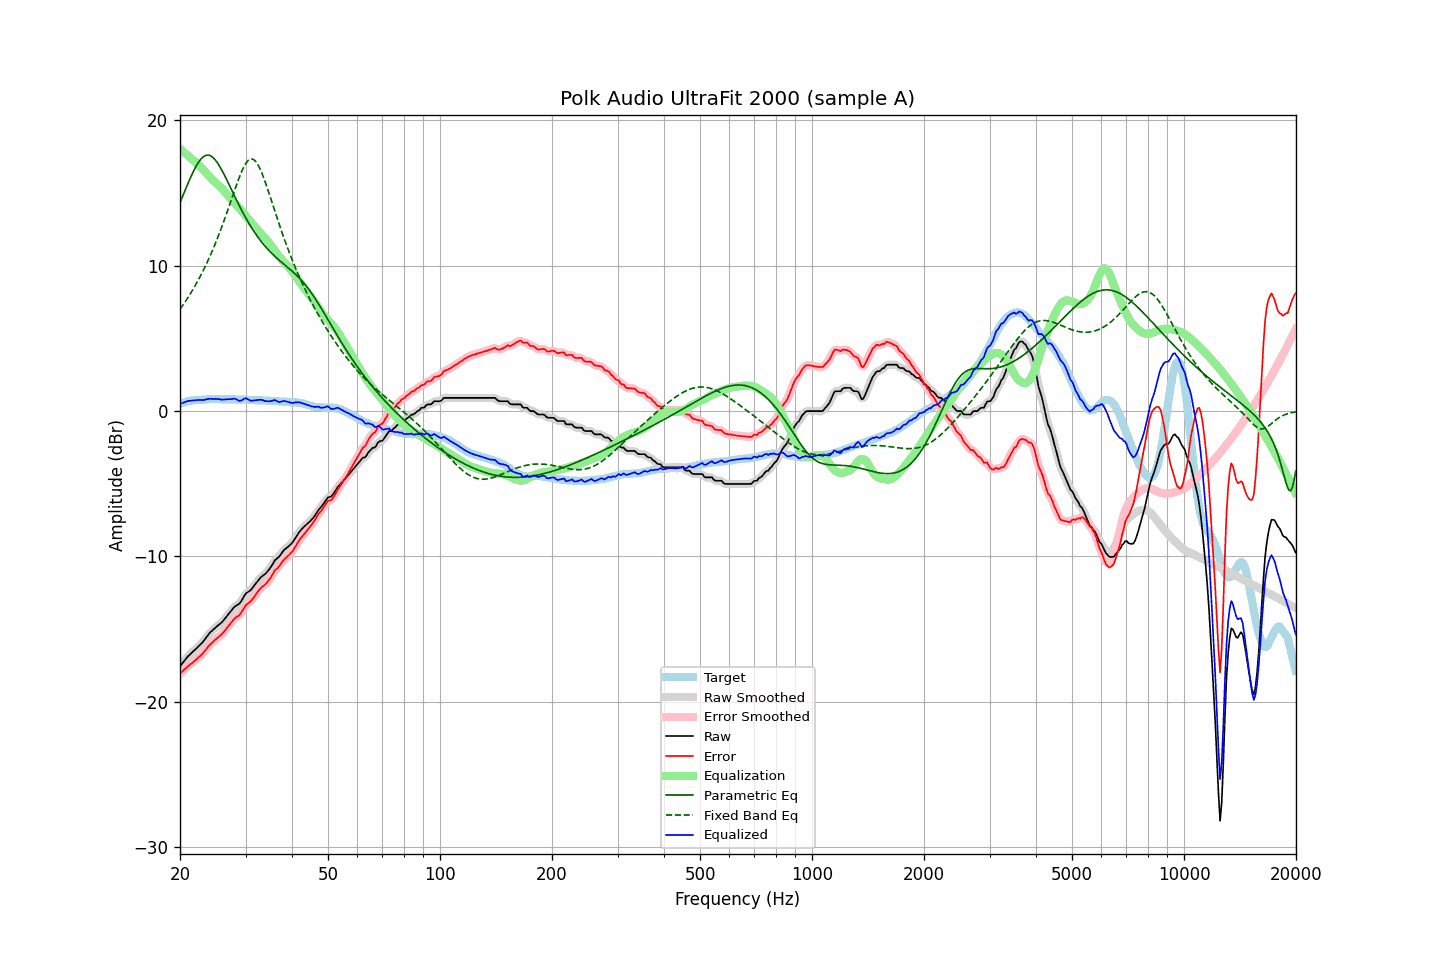 Polk Audio UltraFit 2000 (sample A)
20
10
0
−10
−20
−30
Amplitude (dBr)
20
50
100
200
500
1000
2000
5000
10000
20000
Frequency (Hz)
Target
Raw Smoothed
Error Smoothed
Raw
Error
Equalization
Parametric Eq
Fixed Band Eq
Equalized